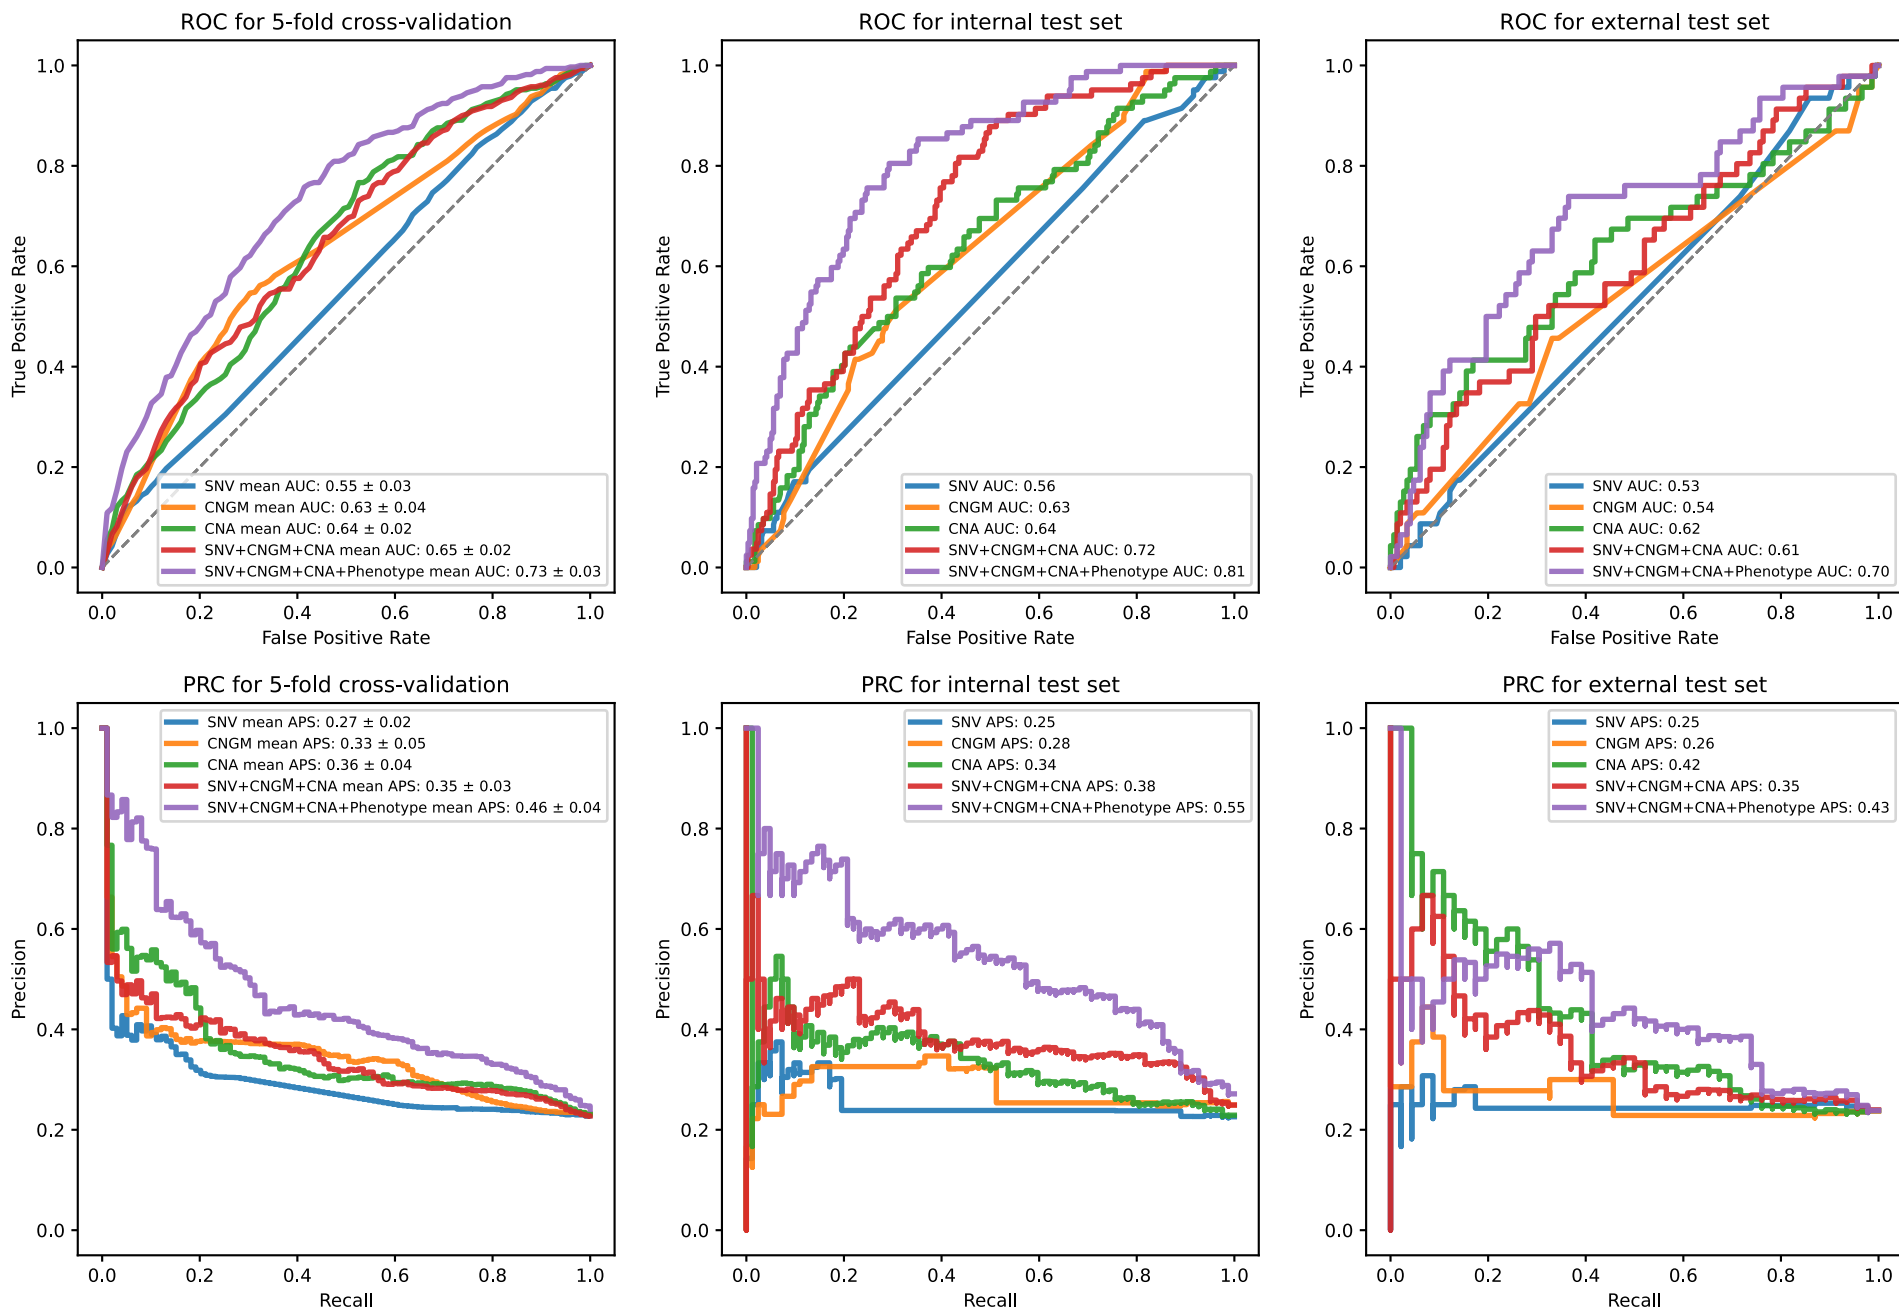 ROC for 5-fold cross-validation
True Positive Rate
1.0
0.8
0.6
0.4
0.2
0.0
SNV mean AUC: 0.55 ± 0.03
CNGM mean AUC: 0.63 ± 0.04
CNA mean AUC: 0.64 ± 0.02
SNV+CNGM+CNA mean AUC: 0.65 ± 0.02
SNV+CNGM+CNA+Phenotype mean AUC: 0.73 ± 0.03
0.0 0.2 0.4 0.6 0.8 1.0
False Positive Rate
ROC for internal test set
True Positive Rate
1.0
0.8
0.6
0.4
0.2
0.0
SNV AUC: 0.56
CNGM AUC: 0.63
CNA AUC: 0.64
SNV+CNGM+CNA AUC: 0.72
SNV+CNGM+CNA+Phenotype AUC: 0.81
0.0 0.2 0.4 0.6 0.8 1.0
False Positive Rate
ROC for external test set
True Positive Rate
1.0
0.8
0.6
0.4
0.2
0.0
SNV AUC: 0.53
CNGM AUC: 0.54
CNA AUC: 0.62
SNV+CNGM+CNA AUC: 0.61
SNV+CNGM+CNA+Phenotype AUC: 0.70
0.0 0.2 0.4 0.6 0.8 1.0
False Positive Rate
PRC for 5-fold cross-validation
Precision
1.0
0.8
0.6
0.4
0.2
0.0
SNV mean APS: 0.27 ± 0.02
CNGM mean APS: 0.33 ± 0.05
CNA mean APS: 0.36 ± 0.04
SNV+CNGM+CNA mean APS: 0.35 ± 0.03
SNV+CNGM+CNA+Phenotype mean APS: 0.46 ± 0.04
0.0 0.2 0.4 0.6 0.8 1.0
Recall
PRC for internal test set
Precision
1.0
0.8
0.6
0.4
0.2
0.0
SNV APS: 0.25
CNGM APS: 0.28
CNA APS: 0.34
SNV+CNGM+CNA APS: 0.38
SNV+CNGM+CNA+Phenotype APS: 0.55
0.0 0.2 0.4 0.6 0.8 1.0
Recall
PRC for external test set
Precision
1.0
0.8
0.6
0.4
0.2
0.0
SNV APS: 0.25
CNGM APS: 0.26
CNA APS: 0.42
SNV+CNGM+CNA APS: 0.35
SNV+CNGM+CNA+Phenotype APS: 0.43
0.0 0.2 0.4 0.6 0.8 1.0
Recall